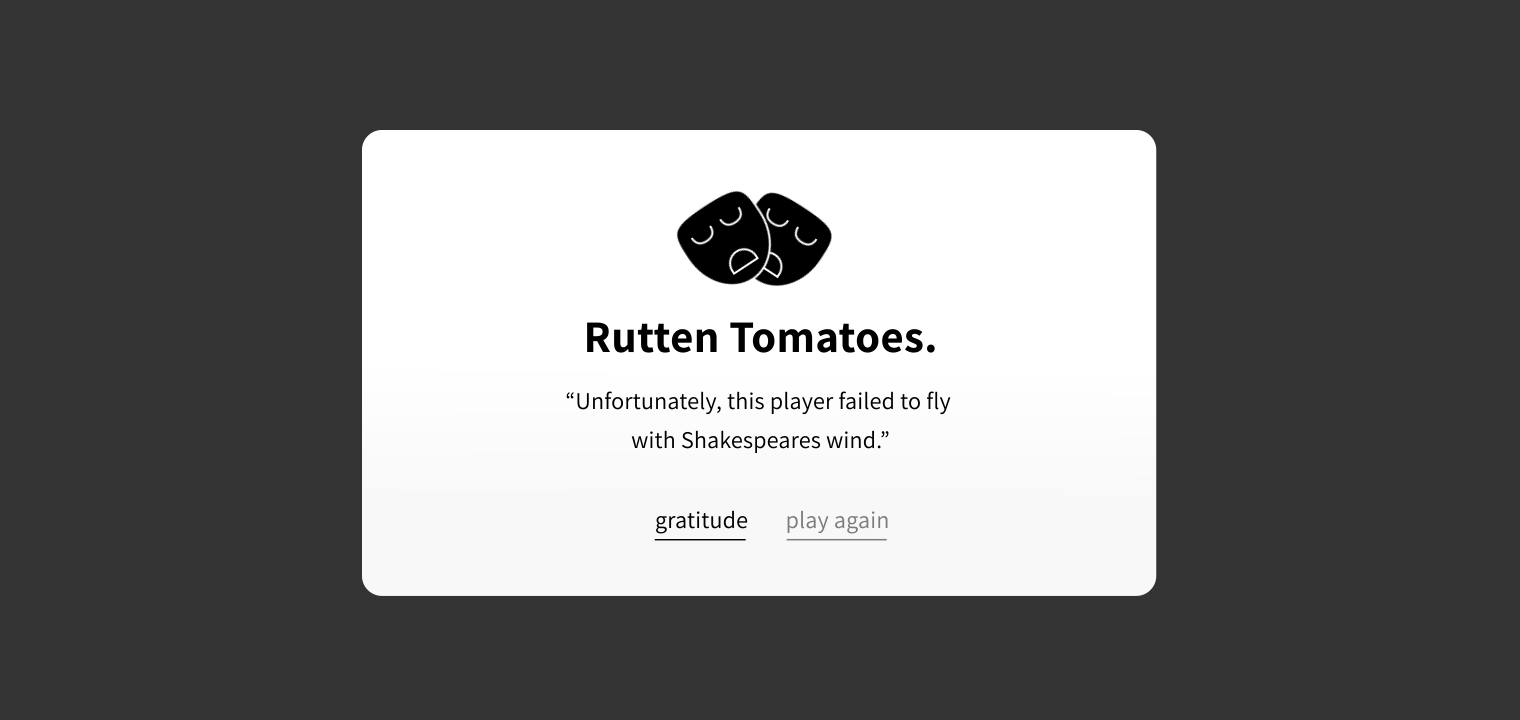 Rutten Tomatoes.
“Unfortunately, this player failed to fly
with Shakespeares wind.”
gratitude play again